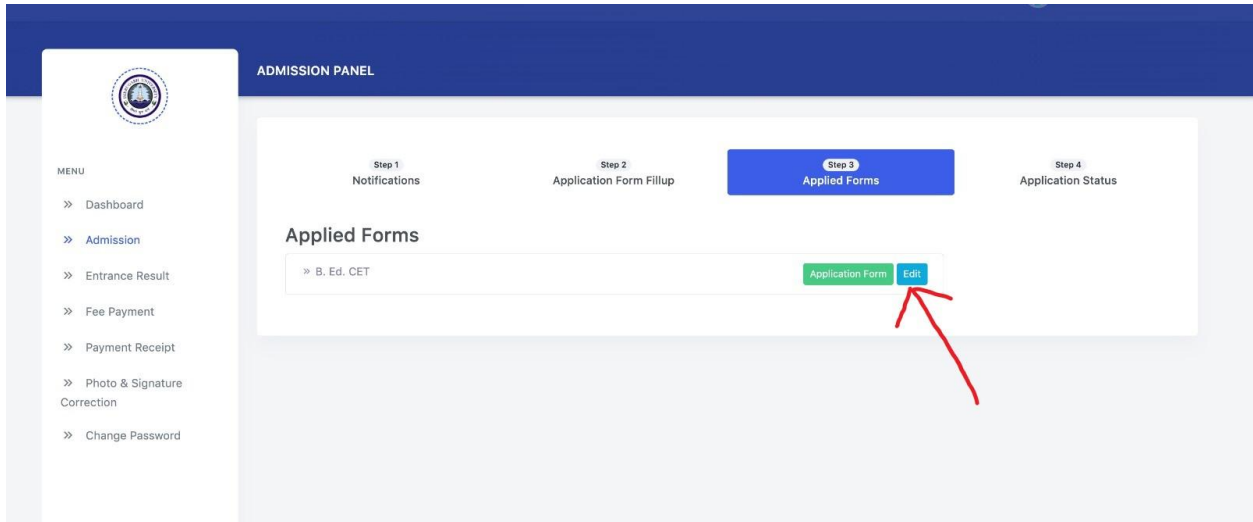 ADMISSION PANEL
MENU
» Dashboard
» Admission
» Entrance Result
» Fee Payment
» Payment Receipt
» Photo & Signature
Correction
» Change Password
Step 1
Notifications
Step 2
Application Form Fillup
Step 3
Applied Forms
Step 4
Application Status
Applied Forms
» B. Ed. CET
Application Form
Edit